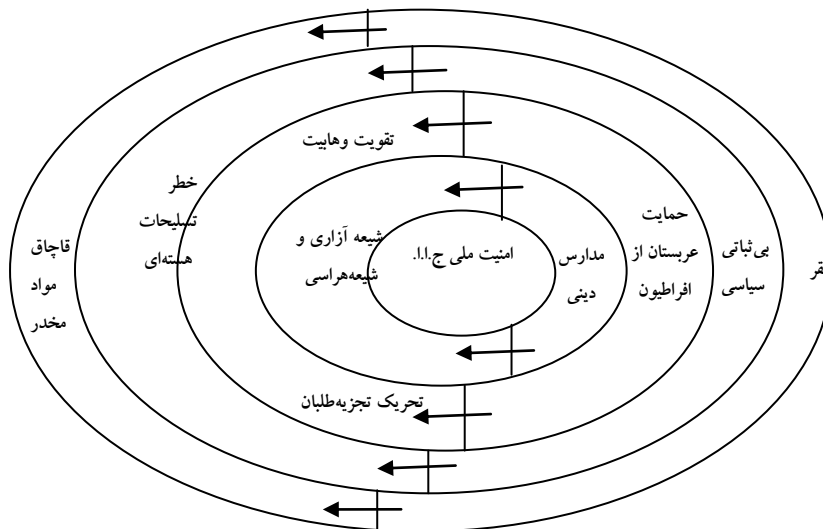 تقویت وهابیت
خطر
تسلیحات
هسته‌ای
حمایت
عربستان از
افراطیون
بی‌ثباتی
سیاسی
قاچاق
مواد
مخدر
شیعه آزاری و
شیعه‌هراسی
امنیت ملی ج.ا.ا.
مدارس
دینی
تحریک تجزیه‌طلبان